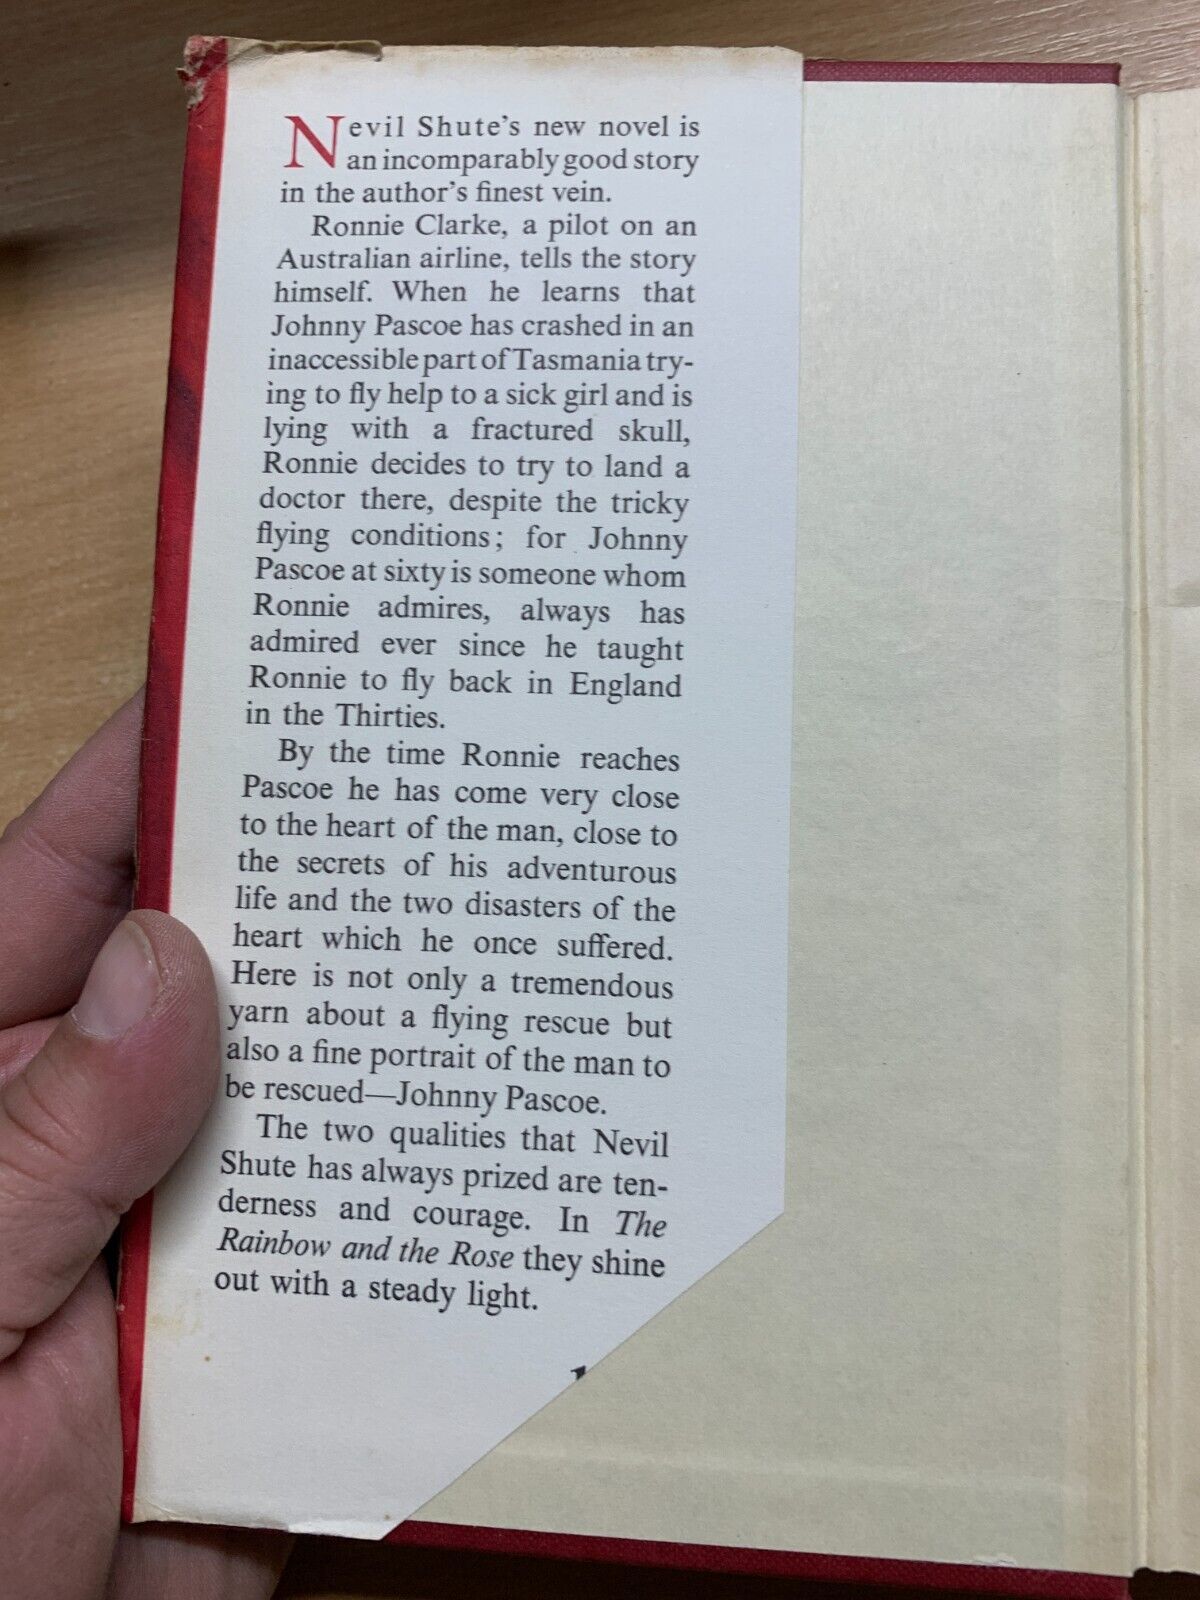 Nevil Shute's new novel is
an incomparably good story
in the author's finest vein.
Ronnie Clarke, a pilot on an
Australian airline, tells the story
himself. When he learns that
Johnny Pascoe has crashed in an
inaccessible part of Tasmania try-
ing to fly help to a sick girl and is
lying with a fractured skull,
Ronnie decides to try to land a
doctor there, despite the tricky
flying conditions; for Johnny
Pascoe at sixty is someone whom
Ronnie admires, always has
admired ever since he taught
Ronnie to fly back in England
in the Thirties.
By the time Ronnie reaches
Pascoe he has come very close
to the heart of the man, close to
the secrets of his adventurous
life and the two disasters of the
heart which he once suffered.
Here is not only a tremendous
yarn about a flying rescue but
also a fine portrait of the man to
be rescued—Johnny Pascoe.
The two qualities that Nevil
Shute has always prized are ten-
derness and courage. In The
Rainbow and the Rose they shine
out with a steady light.